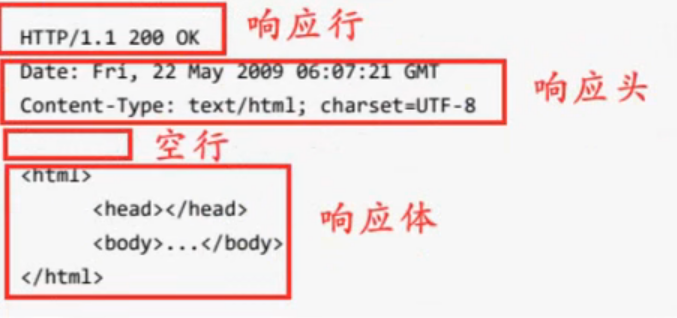 HTTP/1.1 200 OK 响应行
Date: Fri, 22 May 2009 06:07:21 GMT
Content-Type: text/html; charset=UTF-8 响应头
空行
<html>
<head></head>
<body>...</body> 响应体
</html>